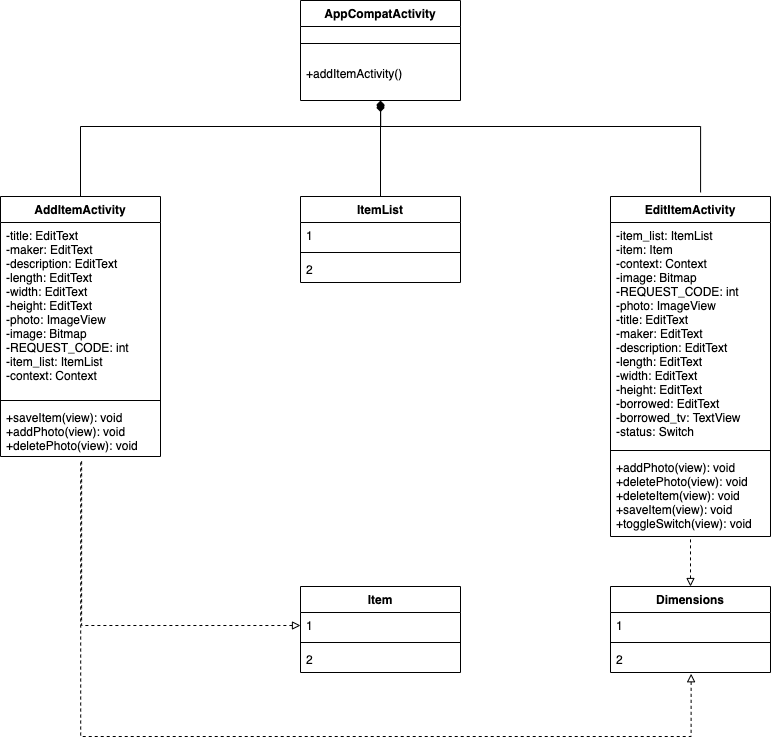 AppCompatActivity
+addItemActivity()
AddItemActivity
-title: EditText
-maker: EditText
-description: EditText
-length: EditText
-width: EditText
-height: EditText
-photo: ImageView
-image: Bitmap
-REQUEST_CODE: int
-item_list: ItemList
-context: Context
+saveItem(view): void
+addPhoto(view): void
+deletePhoto(view): void
ItemList
1
2
EditItemActivity
-item_list: ItemList
-item: Item
-context: Context
-image: Bitmap
-REQUEST_CODE: int
-photo: ImageView
-title: EditText
-maker: EditText
-description: EditText
-length: EditText
-width: EditText
-height: EditText
-borrowed: EditText
-borrowed_tv: TextView
-status: Switch
+addPhoto(view): void
+deletePhoto(view): void
+deleteItem(view): void
+saveItem(view): void
+toggleSwitch(view): void
Item
1
2
Dimensions
1
2